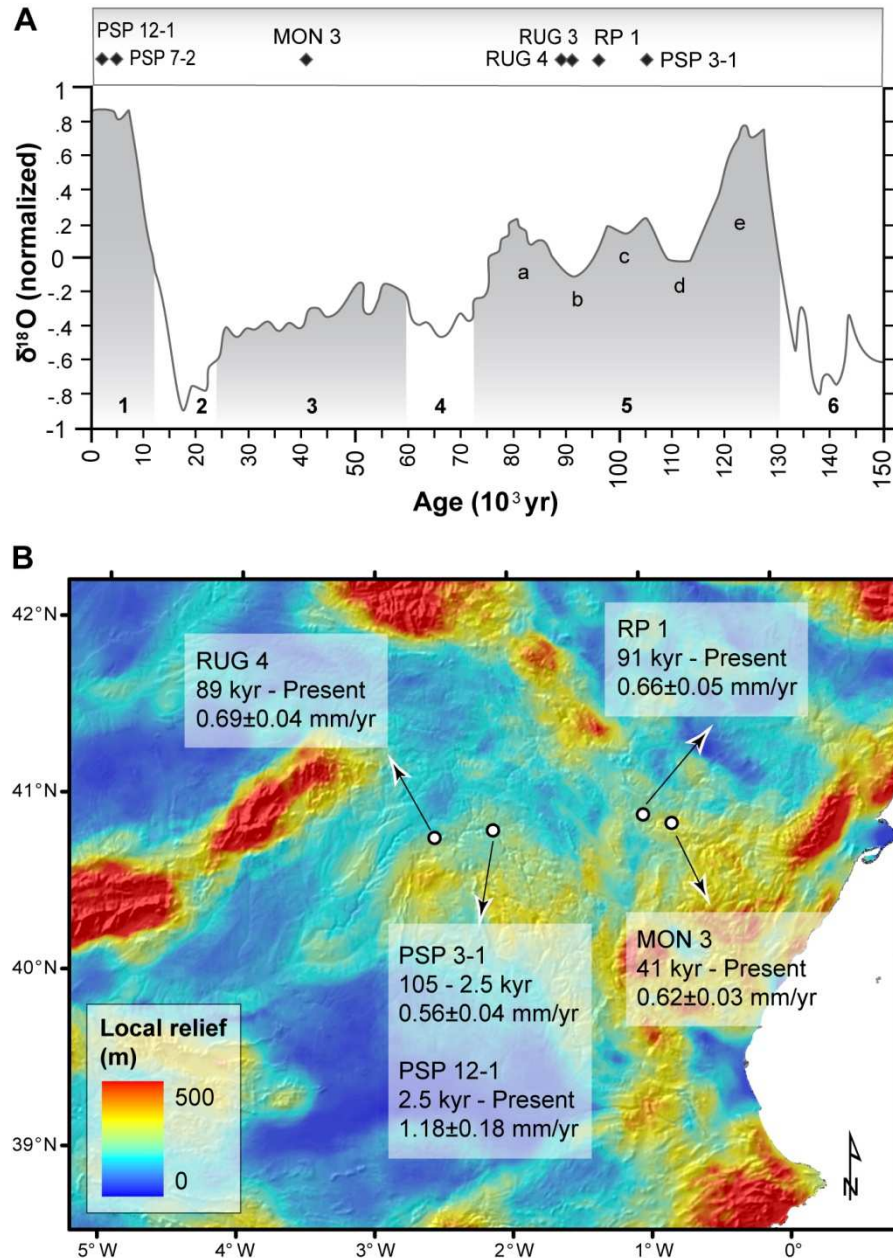 A
PSP 12-1
PSP 7-2
MON 3
RUG 3
RUG 4
RP 1
PSP 3-1
1
.8
.6
.4
.2
0
-.2
-.4
-.6
-.8
-1
δ¹⁸O (normalized)
a
b
c
d
e
1
2
3
4
5
6
0
10
20
30
40
50
60
70
80
90
100
110
120
130
140
150
Age (10³ yr)
B
42°N
41°N
40°N
39°N
RUG 4
89 kyr - Present
0.69±0.04 mm/yr
RP 1
91 kyr - Present
0.66±0.05 mm/yr
PSP 3-1
105 - 2.5 kyr
0.56±0.04 mm/yr
PSP 12-1
2.5 kyr - Present
1.18±0.18 mm/yr
MON 3
41 kyr - Present
0.62±0.03 mm/yr
Local relief
(m)
500
0
N
5°W
4°W
3°W
2°W
1°W
0°